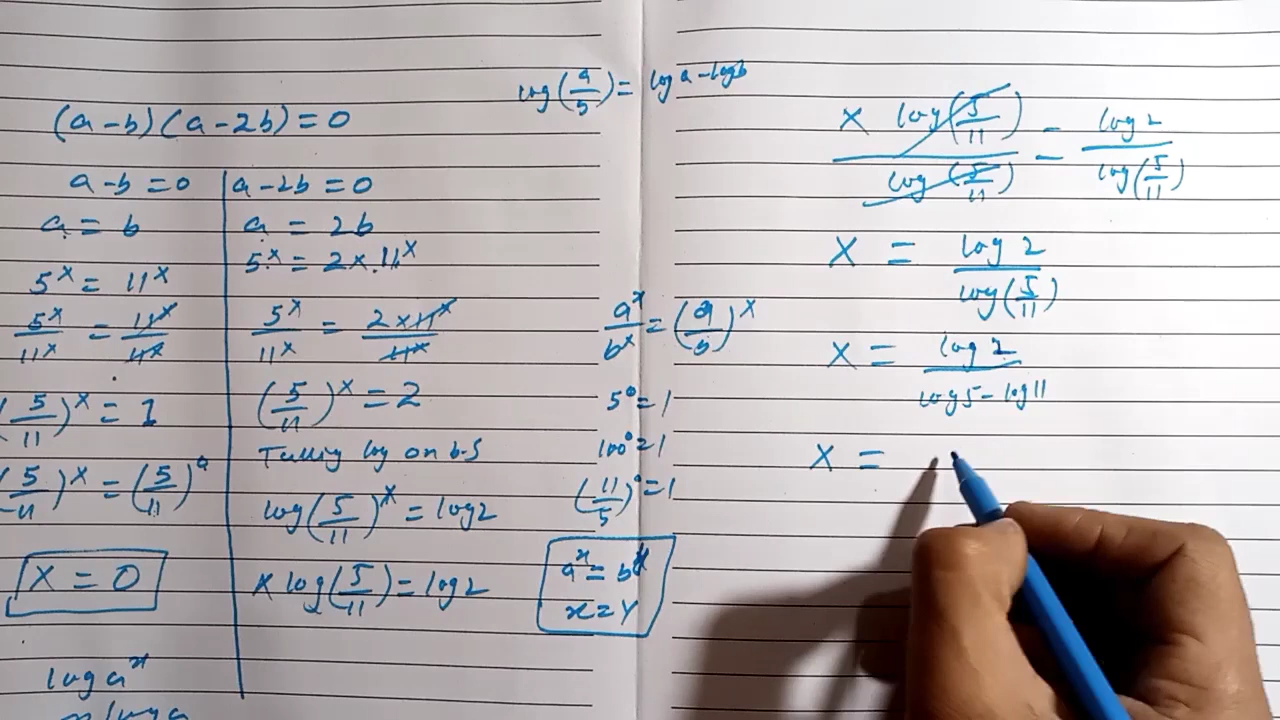 (a-b)(a-2b)=0
a-b=0
a=b
5^x = 11^x
5^x/11^x = 11^x/11^x
(5/11)^x = 1
(5/11)^x = (5/11)^0
x = 0
log a^x
a-2b=0
a = 2b
5^x = 2×11^x
5^x/11^x = 2×11^x/11^x
(5/11)^x = 2
Taking log on b.s
log(5/11)^x = log2
x log(5/11) = log2
log(a/b) = log a - log b
a^x/b^x = (a/b)^x
5^0 = 1
100^0 = 1
(11/5)^0 = 1
x = y
x log(5/11)/log(5/11) = log2/log(5/11)
x = log2/log(5/11)
x = log2/log5-log11
x =